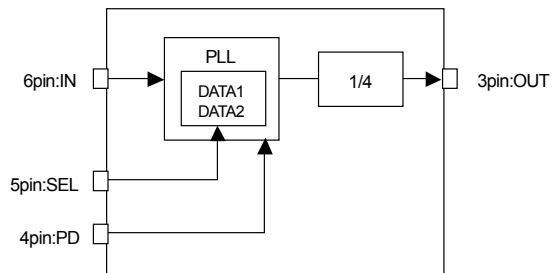 PLL
6pin:IN
DATA1
DATA2
1/4
3pin:OUT
5pin:SEL
4pin:PD